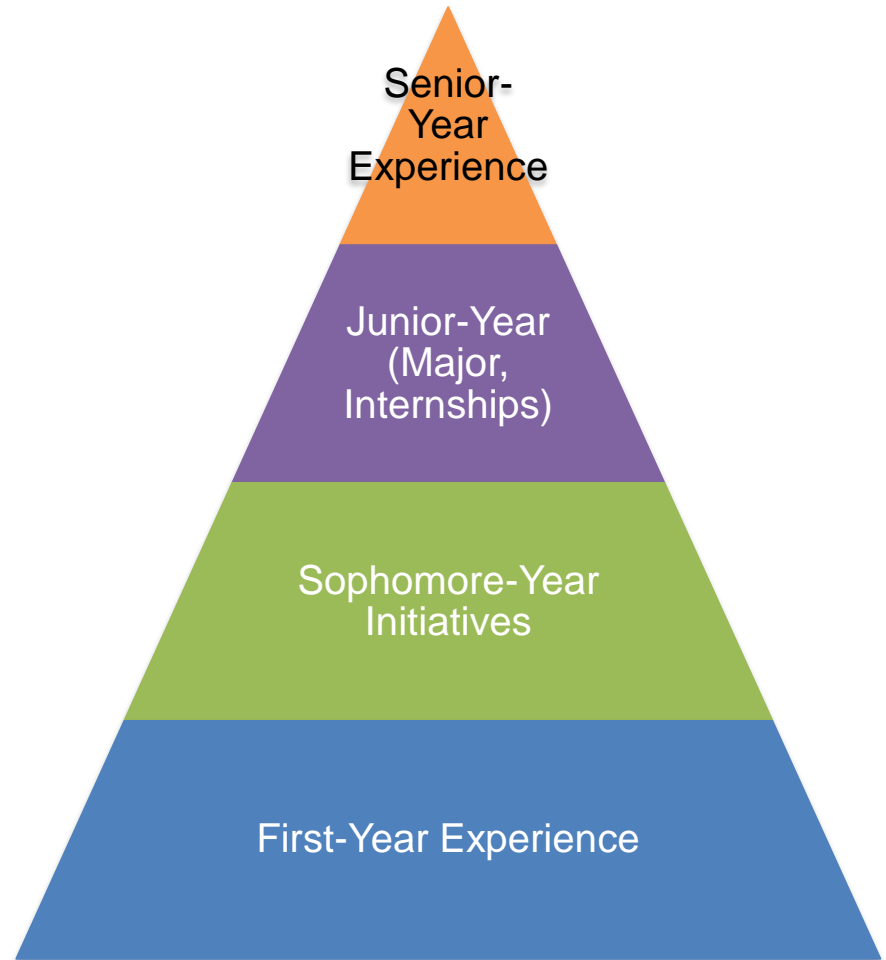 Senior-
Year
Experience
Junior-Year
(Major,
Internships)
Sophomore-Year
Initiatives
First-Year Experience